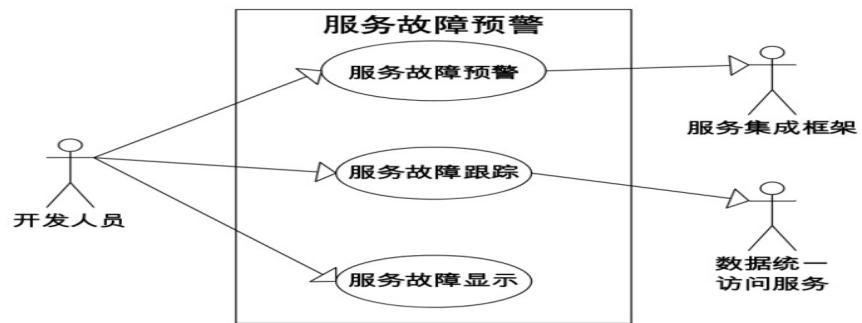 服务故障预警
服务故障预警
服务集成框架
服务故障跟踪
开发人员
服务故障显示
数据统一
访问服务